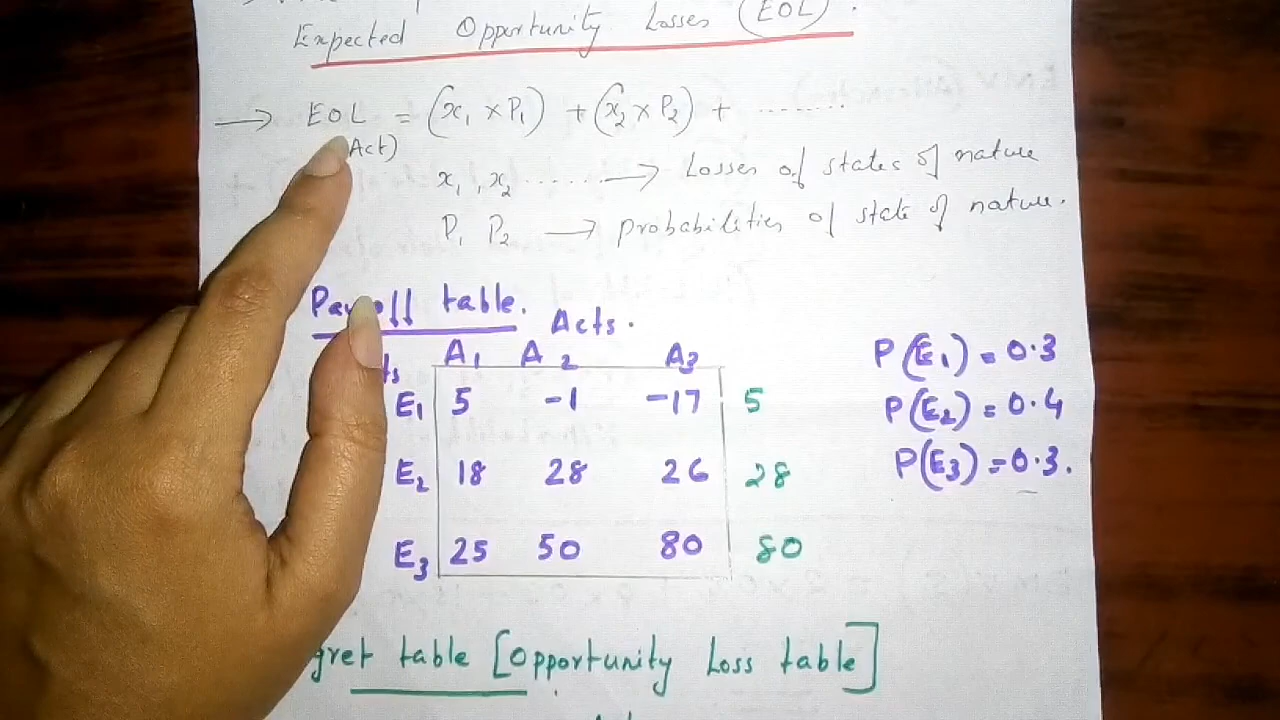 Expected Opportunity Losses (EOL).
→ EOL = (x₁ × P₁) + (x₂ × P₂) + ........
Act)
x₁, x₂ ........ → Losses of states of nature
P₁ P₂ → Probabilities of state of nature.
Payoff table.
Acts.
A₁ A₂ A₃
E₁ 5 -1 -17 5
E₂ 18 28 26 28
E₃ 25 50 80 80
P(E₁) = 0.3
P(E₂) = 0.4
P(E₃) = 0.3.
gret table [Opportunity Loss table]